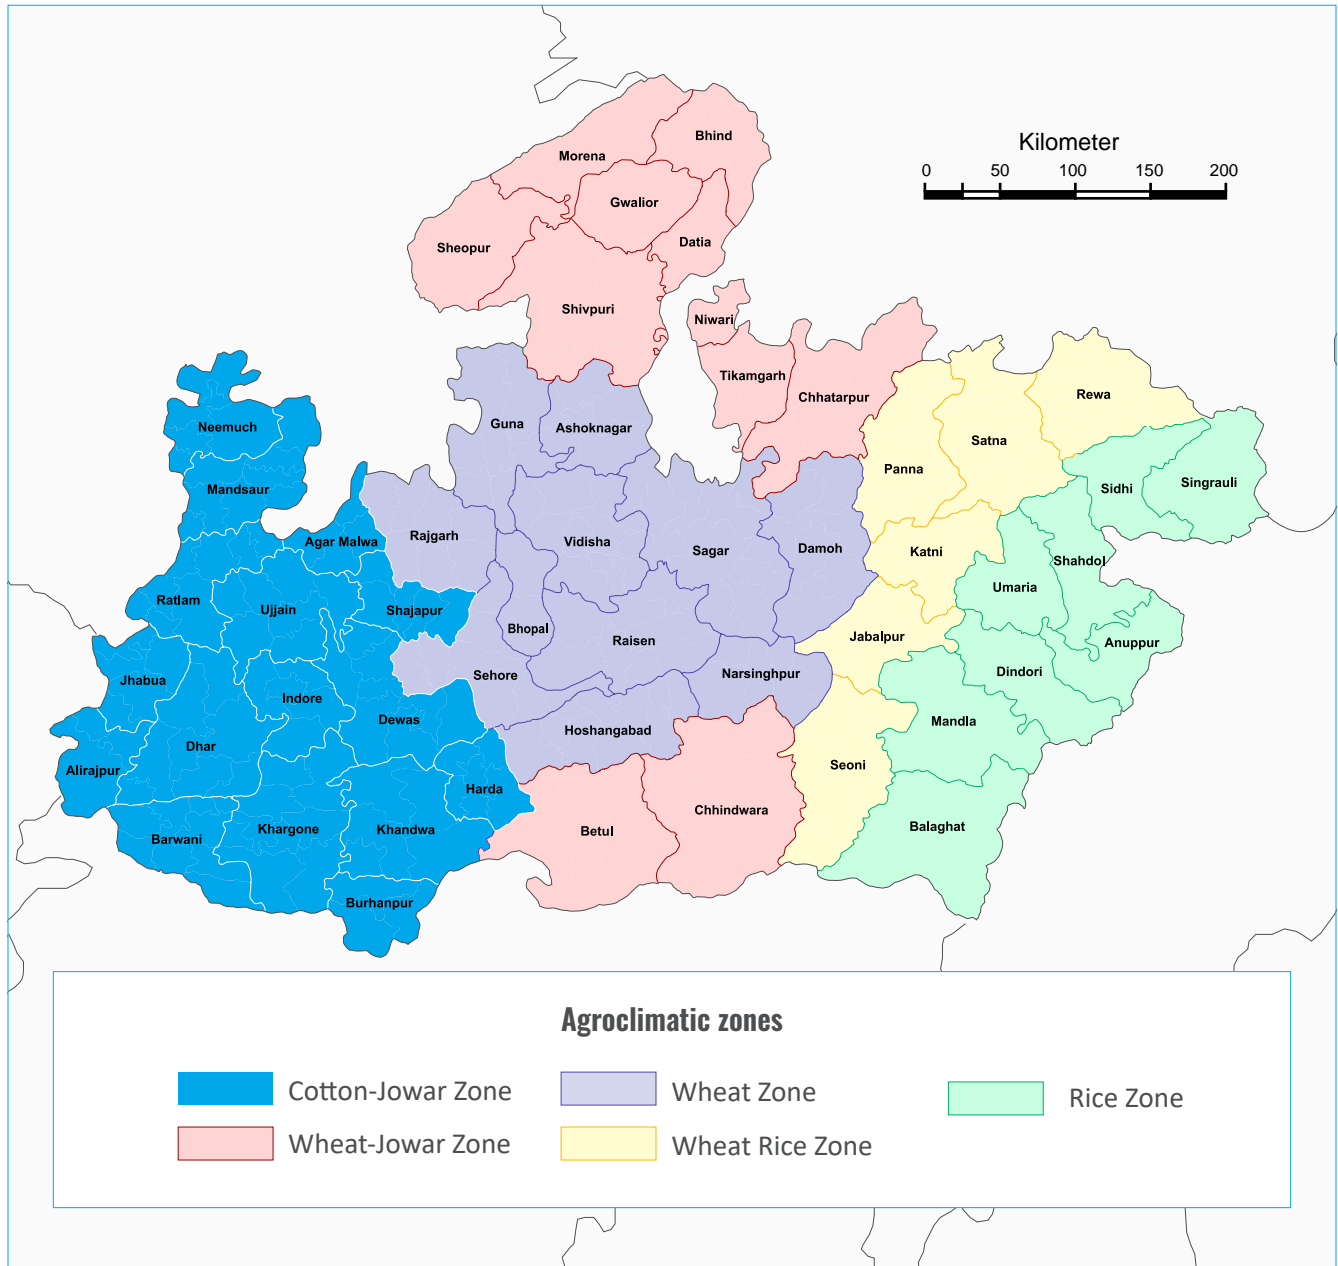 Kilometer
0 50 100 150 200
Bhind
Morena
Gwalior
Datia
Sheopur
Shivpuri
Niwari
Tikamgarh
Chhatarpur
Rewa
Neemuch
Guna
Ashoknagar
Satna
Panna
Mandsaur
Sidhi
Singrauli
Agar Malwa
Rajgarh
Vidisha
Sagar
Damoh
Katni
Shahdol
Umaria
Ratlam
Ujjain
Shajapur
Bhopal
Raisen
Jabalpur
Anuppur
Jhabua
Sehore
Narsinghpur
Dindori
Indore
Dewas
Hoshangabad
Mandla
Dhar
Alirajpur
Seoni
Harda
Barwani
Khargone
Khandwa
Betul
Chhindwara
Balaghat
Burhanpur
Agroclimatic zones
Cotton-Jowar Zone
Wheat Zone
Rice Zone
Wheat-Jowar Zone
Wheat Rice Zone